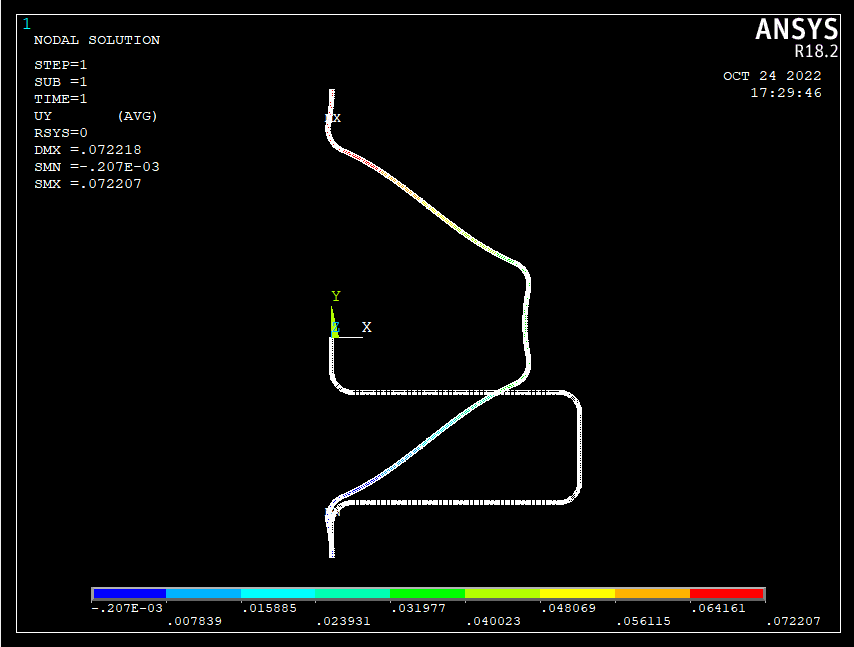 1
NODAL SOLUTION
STEP=1
SUB =1
TIME=1
UY (AVG)
RSYS=0
DMX =.072218
SMN =-.207E-03
SMX =.072207
ANSYS
R18.2
OCT 24 2022
17:29:46
MX
Y
Z X
MN
-.207E-03 .015885 .031977 .048069 .064161
.007839 .023931 .040023 .056115 .072207